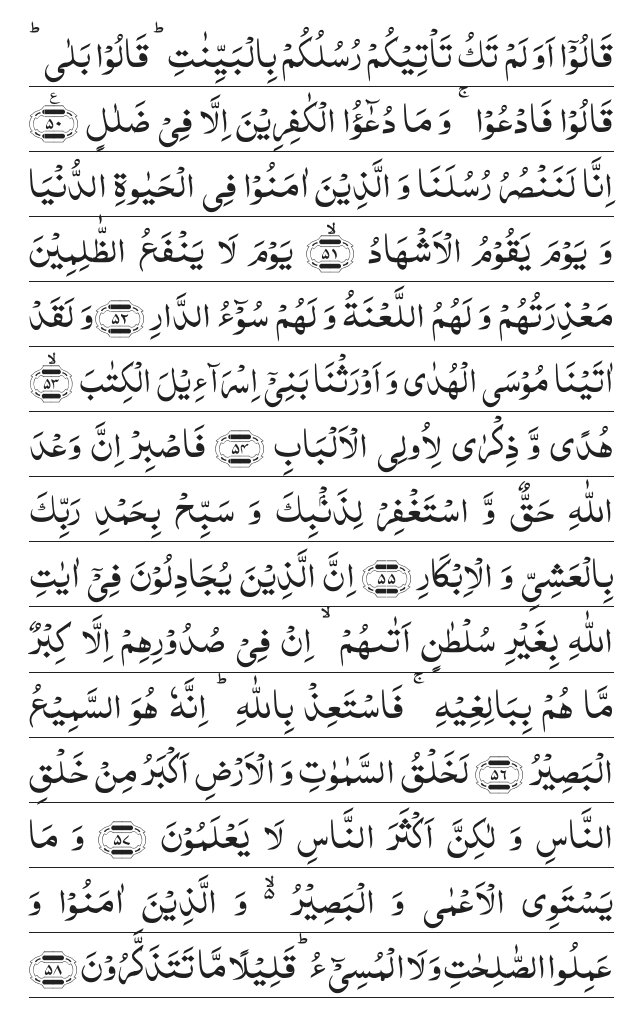 قَالُوْۤا اَوَ لَمْ تَكُ تَاْتِيْكُمْ رُسُلُكُمْ بِالْبَيِّنٰتِ ؕ قَالُوْا بَلٰى ؕ
قَالُوْا فَادْعُوْا ۚ وَ مَا دُعٰٓؤُا الْكٰفِرِيْنَ اِلَّا فِيْ ضَلٰلٍ ﴿۵۰﴾ ع
اِنَّا لَنَنْصُرُ رُسُلَنَا وَ الَّذِيْنَ اٰمَنُوْا فِي الْحَيٰوةِ الدُّنْيَا
وَ يَوْمَ يَقُوْمُ الْاَشْهَادُ ﴿ۙ۵۱﴾ يَوْمَ لَا يَنْفَعُ الظّٰلِمِيْنَ
مَعْذِرَتُهُمْ وَ لَهُمُ اللَّعْنَةُ وَ لَهُمْ سُوْٓءُ الدَّارِ ﴿۵۲﴾ وَ لَقَدْ
اٰتَيْنَا مُوْسَى الْهُدٰى وَ اَوْرَثْنَا بَنِيْۤ اِسْرَآءِيْلَ الْكِتٰبَ ﴿ۙ۵۳﴾
هُدًى وَّ ذِكْرٰى لِاُولِي الْاَلْبَابِ ﴿۵۴﴾ فَاصْبِرْ اِنَّ وَعْدَ
اللّٰهِ حَقٌّ وَّ اسْتَغْفِرْ لِذَنْۢبِكَ وَ سَبِّحْ بِحَمْدِ رَبِّكَ
بِالْعَشِيِّ وَ الْاِبْكَارِ ﴿۵۵﴾ اِنَّ الَّذِيْنَ يُجَادِلُوْنَ فِيْۤ اٰيٰتِ
اللّٰهِ بِغَيْرِ سُلْطٰنٍ اَتٰىهُمْ ۙ اِنْ فِيْ صُدُوْرِهِمْ اِلَّا كِبْرٌ
مَّا هُمْ بِبَالِغِيْهِ ۚ فَاسْتَعِذْ بِاللّٰهِ ؕ اِنَّهٗ هُوَ السَّمِيْعُ
الْبَصِيْرُ ﴿۵۶﴾ لَخَلْقُ السَّمٰوٰتِ وَ الْاَرْضِ اَكْبَرُ مِنْ خَلْقِ
النَّاسِ وَ لٰكِنَّ اَكْثَرَ النَّاسِ لَا يَعْلَمُوْنَ ﴿۵۷﴾ وَ مَا
يَسْتَوِي الْاَعْمٰى وَ الْبَصِيْرُ ۙ۬ وَ الَّذِيْنَ اٰمَنُوْا وَ
عَمِلُوا الصّٰلِحٰتِ وَ لَا الْمُسِيْٓءُ ؕ قَلِيْلًا مَّا تَتَذَكَّرُوْنَ ﴿۵۸﴾